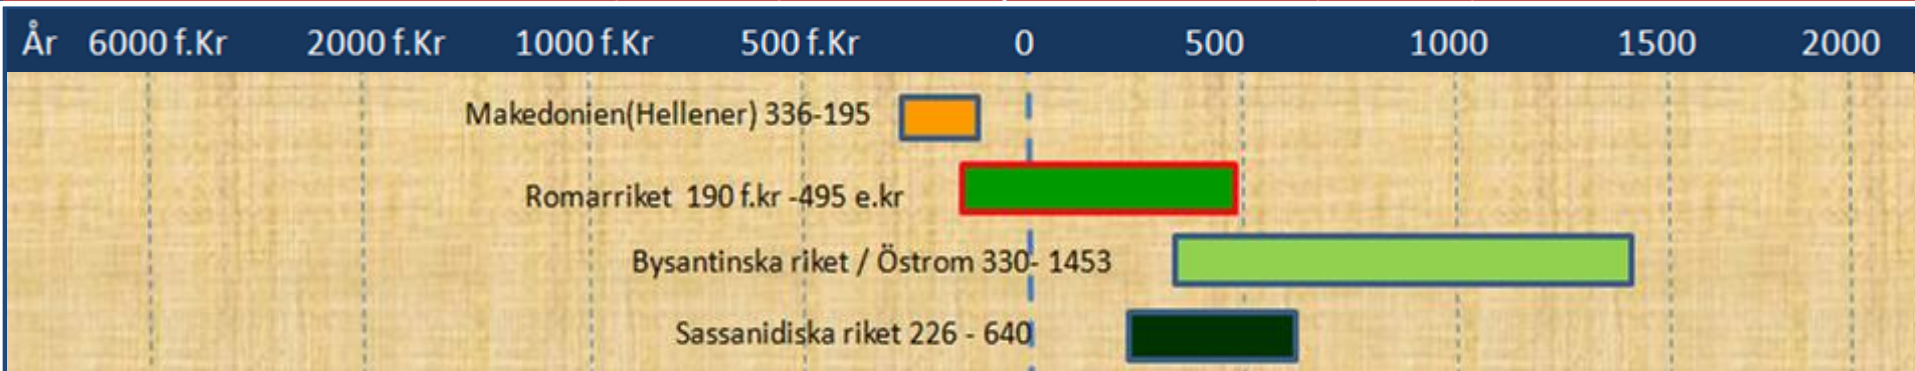 År 6000 f.Kr 2000 f.Kr 1000 f.Kr 500 f.Kr 0 500 1000 1500 2000
Makedonien(Hellener) 336-195
Romarriket 190 f.kr -495 e.kr
Bysantinska riket / Östrom 330- 1453
Sassanidiska riket 226 - 640